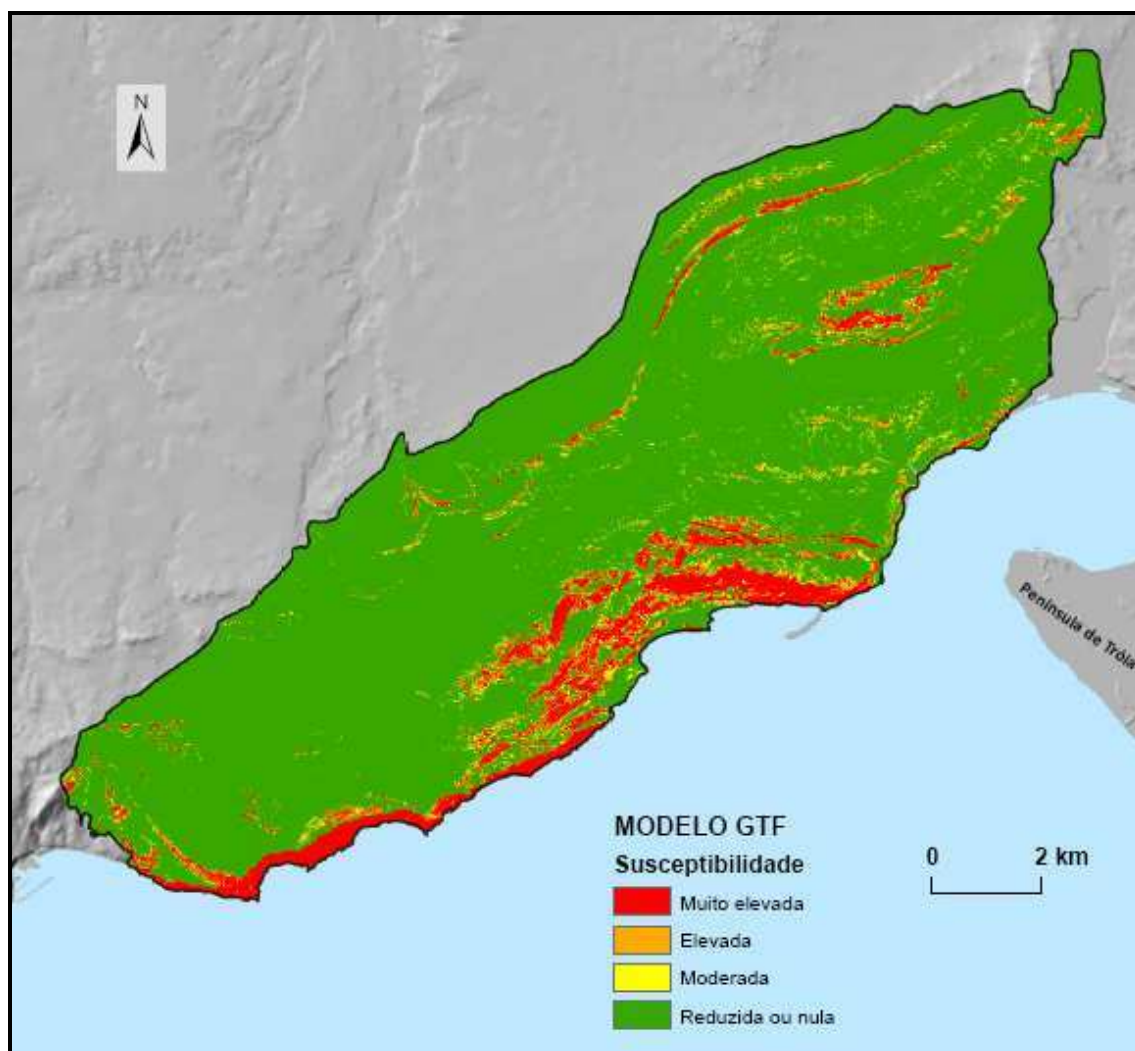 N
Península de Tróia
MODELO GTF
Susceptibilidade
0 2 km
Muito elevada
Elevada
Moderada
Reduzida ou nula